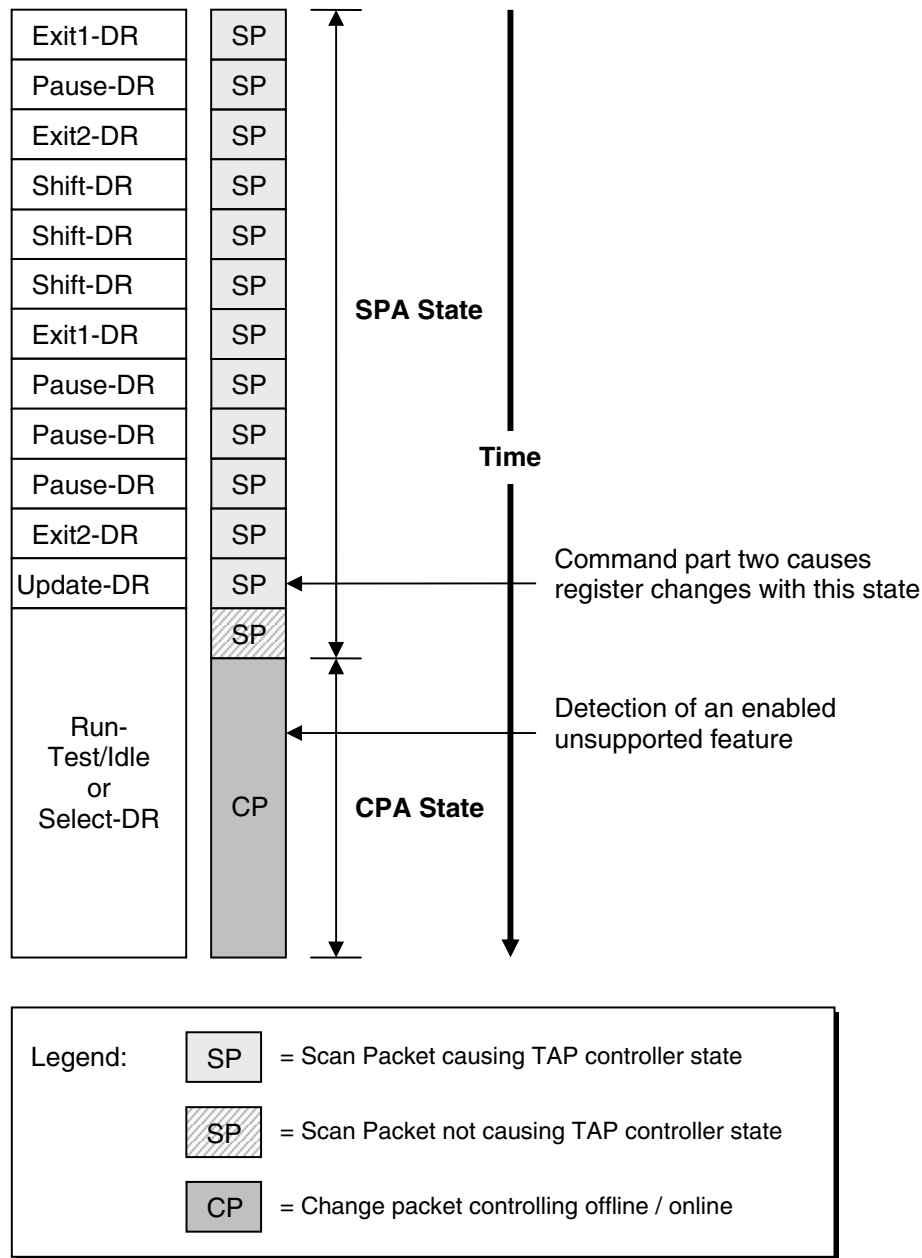 Exit1-DR SP
Pause-DR SP
Exit2-DR SP
Shift-DR SP
Shift-DR SP
Shift-DR SP
SPA State
Exit1-DR SP
Pause-DR SP
Pause-DR SP
Time
Pause-DR SP
Exit2-DR SP
Update-DR SP
Command part two causes
register changes with this state
SP
Run-
Test/Idle
or
Select-DR
CP
CPA State
Detection of an enabled
unsupported feature
Legend:
SP = Scan Packet causing TAP controller state
SP = Scan Packet not causing TAP controller state
CP = Change packet controlling offline / online